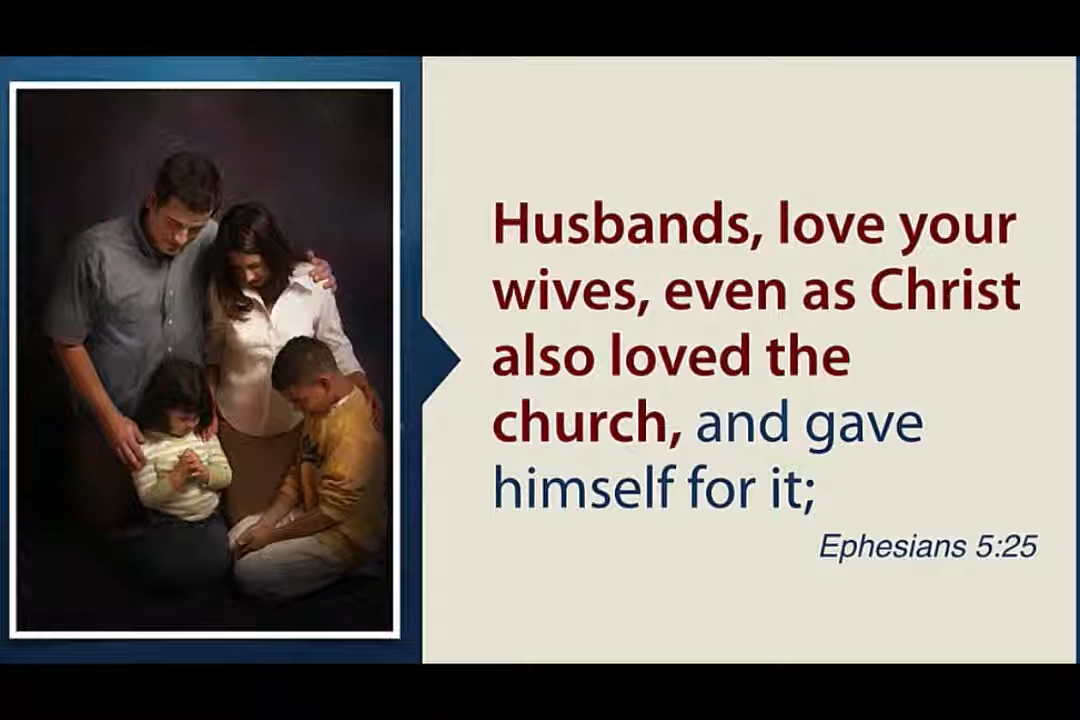 Husbands, love your
wives, even as Christ
also loved the
church, and gave
himself for it;
Ephesians 5:25